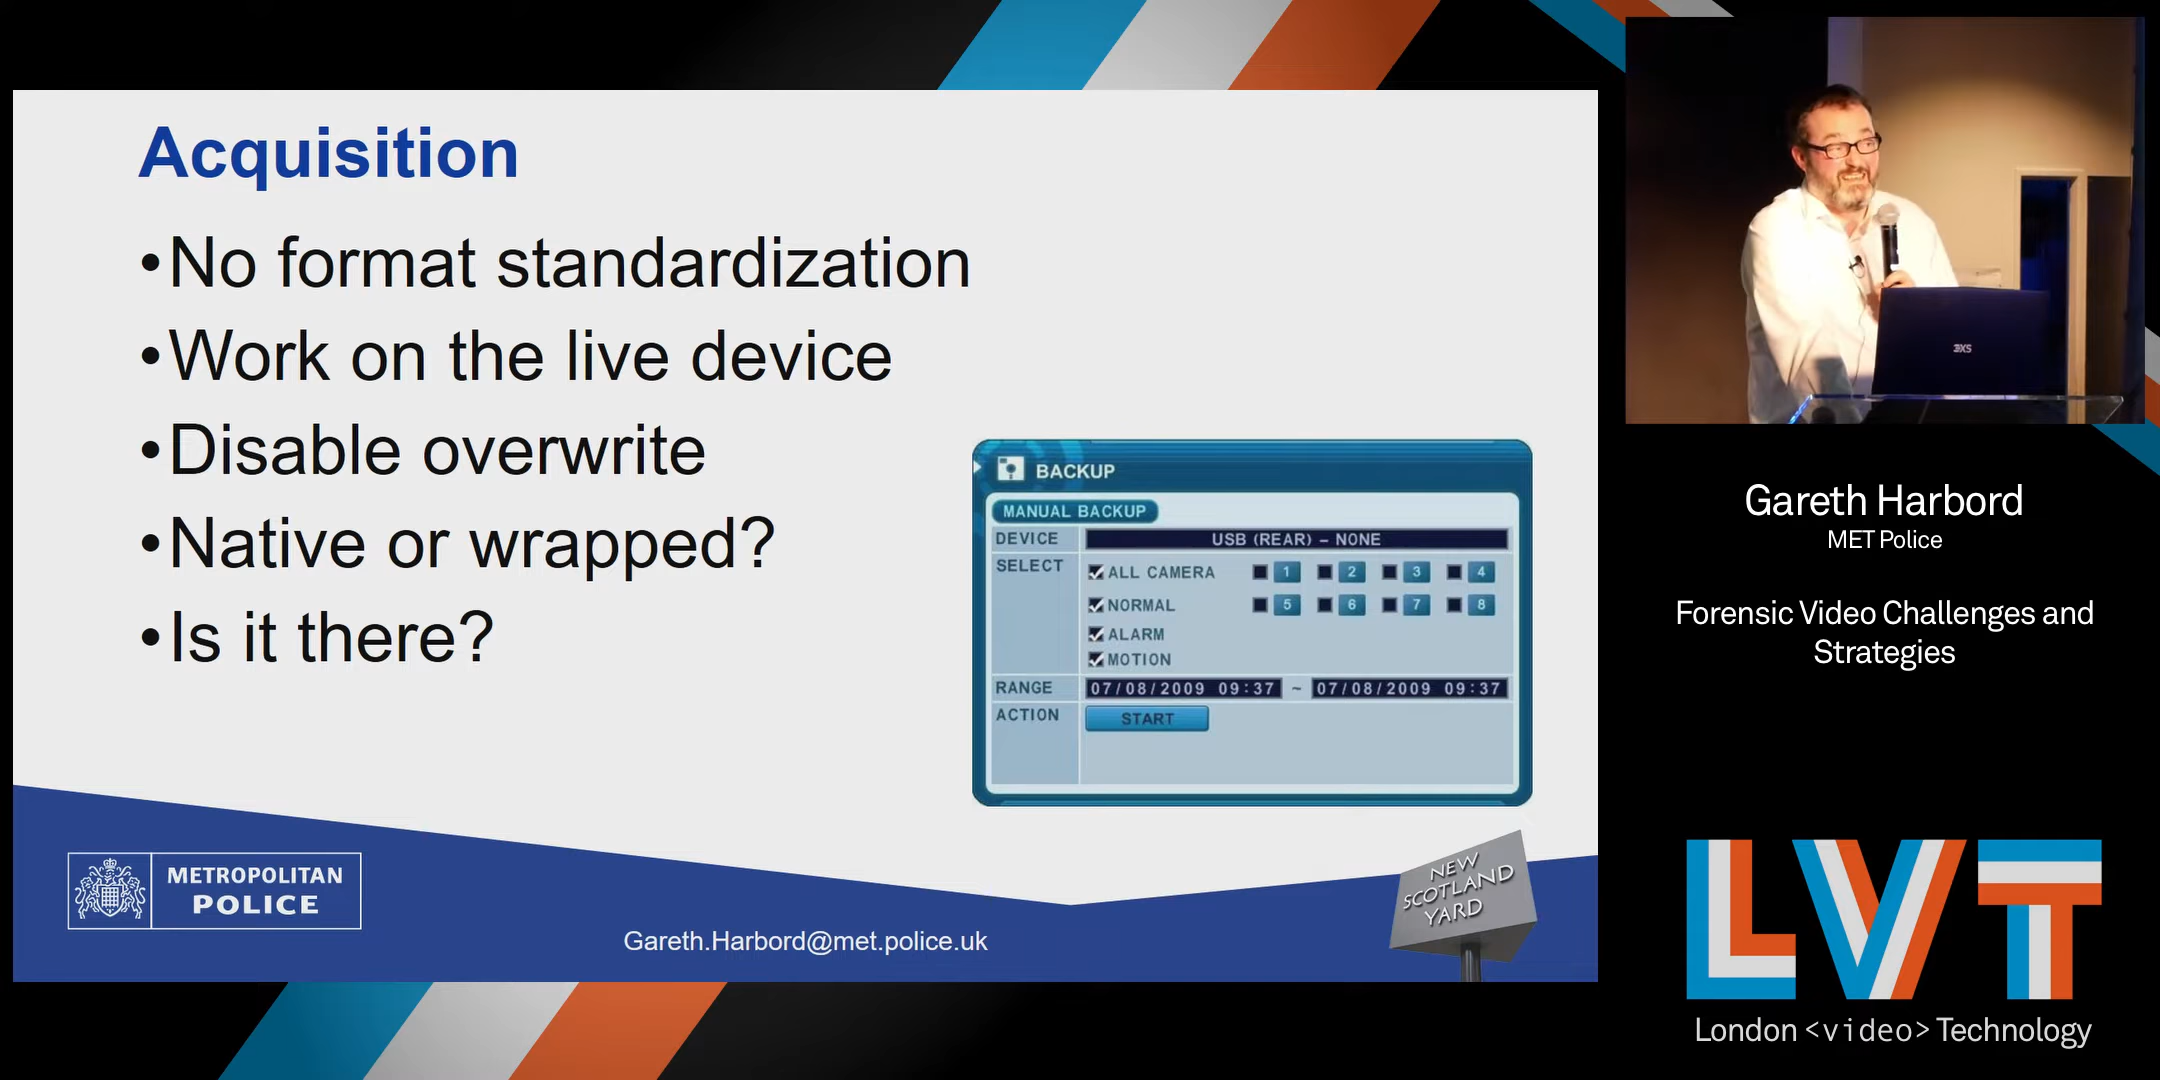 Acquisition
•No format standardization
•Work on the live device
•Disable overwrite
•Native or wrapped?
•Is it there?
BACKUP
MANUAL BACKUP
DEVICE USB (REAR) – NONE
SELECT ALL CAMERA 1 2 3 4
NORMAL 5 6 7 8
ALARM
MOTION
RANGE 07/08/2009 09:37 ~ 07/08/2009 09:37
ACTION START
METROPOLITAN
POLICE
Gareth.Harbord@met.police.uk
NEW
SCOTLAND
YARD
Gareth Harbord
MET Police
Forensic Video Challenges and
Strategies
LVT
London <video> Technology